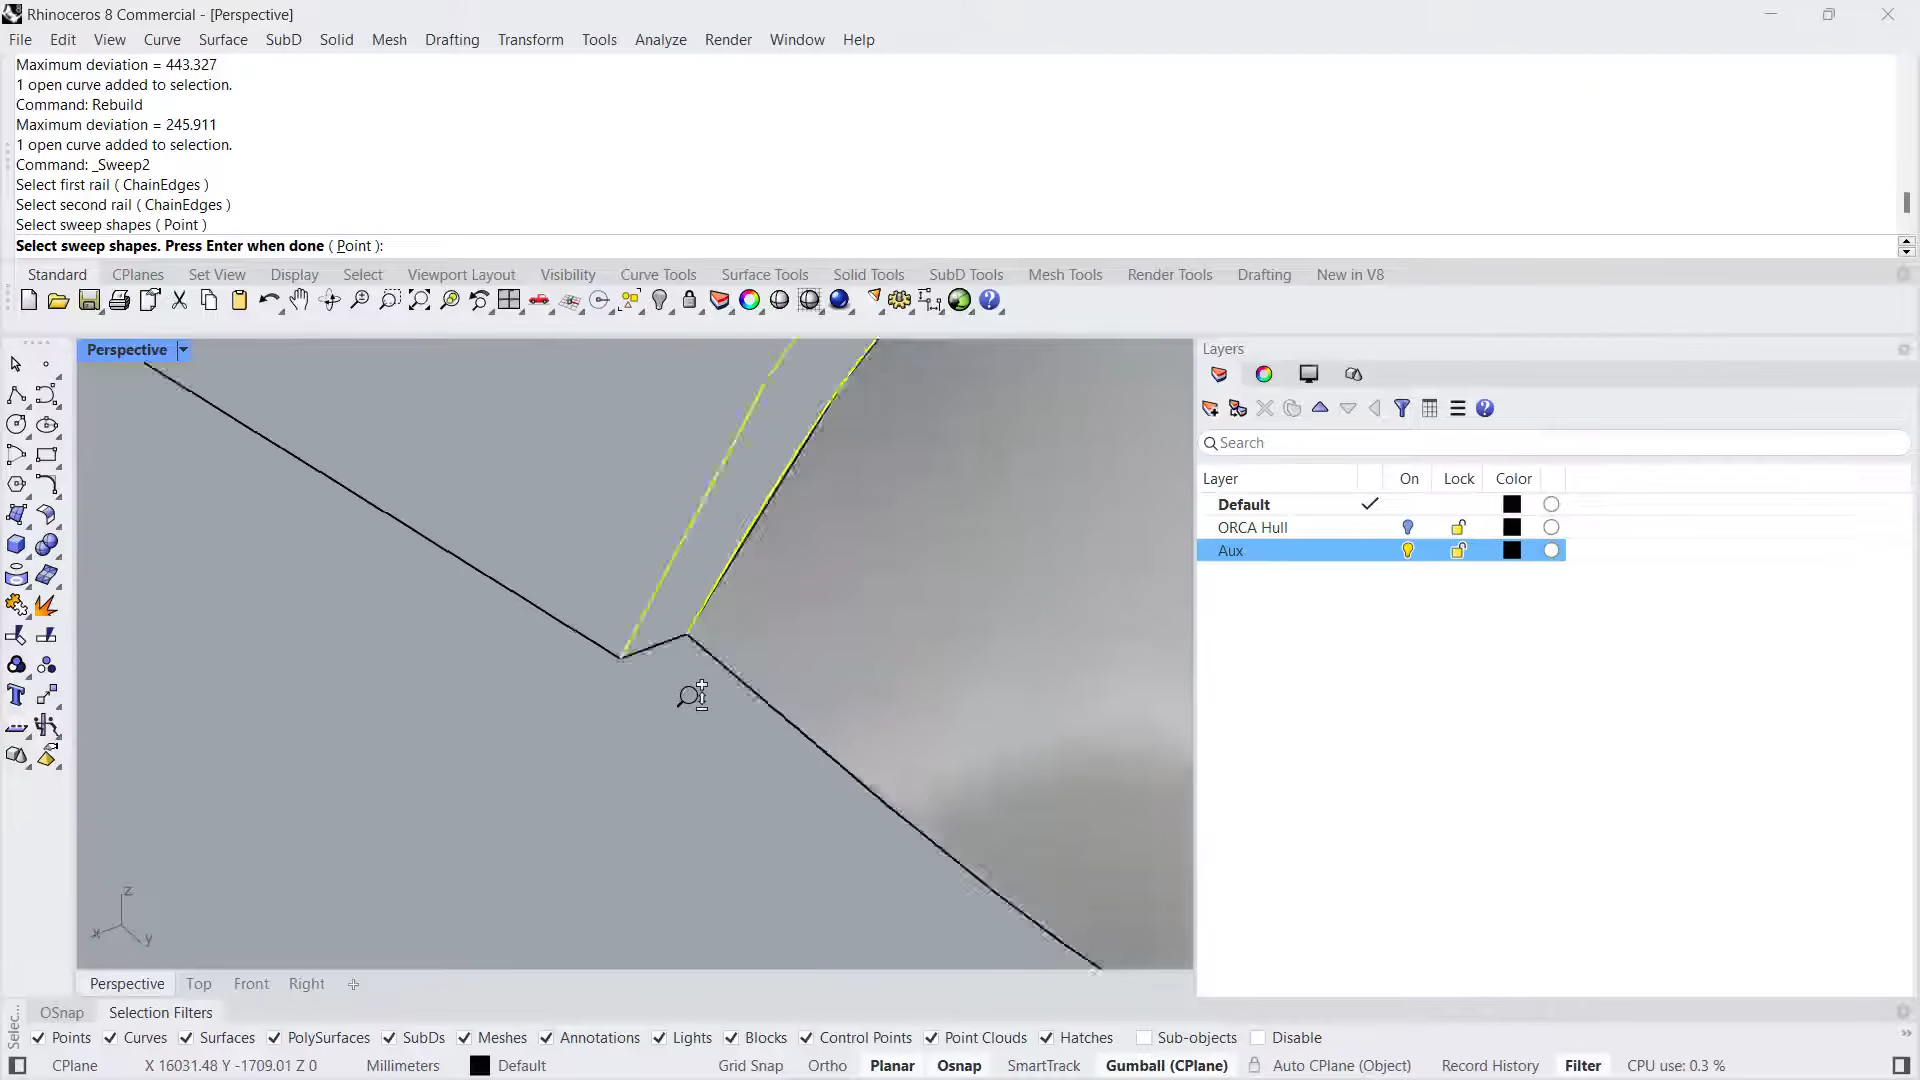 Rhinoceros 8 Commercial - [Perspective]
File Edit View Curve Surface SubD Solid Mesh Drafting Transform Tools Analyze Render Window Help
Maximum deviation = 443.327
1 open curve added to selection.
Command: Rebuild
Maximum deviation = 245.911
1 open curve added to selection.
Command: _Sweep2
Select first rail ( ChainEdges )
Select second rail ( ChainEdges )
Select sweep shapes ( Point )
Select sweep shapes. Press Enter when done ( Point ):
Standard CPlanes Set View Display Select Viewport Layout Visibility Curve Tools Surface Tools Solid Tools SubD Tools Mesh Tools Render Tools Drafting New in V8
Perspective
Layers
Search
Layer On Lock Color
Default
ORCA Hull
Aux
z
x y
Perspective Top Front Right
Selec...
OSnap Selection Filters
Points Curves Surfaces PolySurfaces SubDs Meshes Annotations Lights Blocks Control Points Point Clouds Hatches Sub-objects Disable
CPlane X 16031.48 Y -1709.01 Z 0 Millimeters Default Grid Snap Ortho Planar Osnap SmartTrack Gumball (CPlane) Auto CPlane (Object) Record History Filter CPU use: 0.3 %